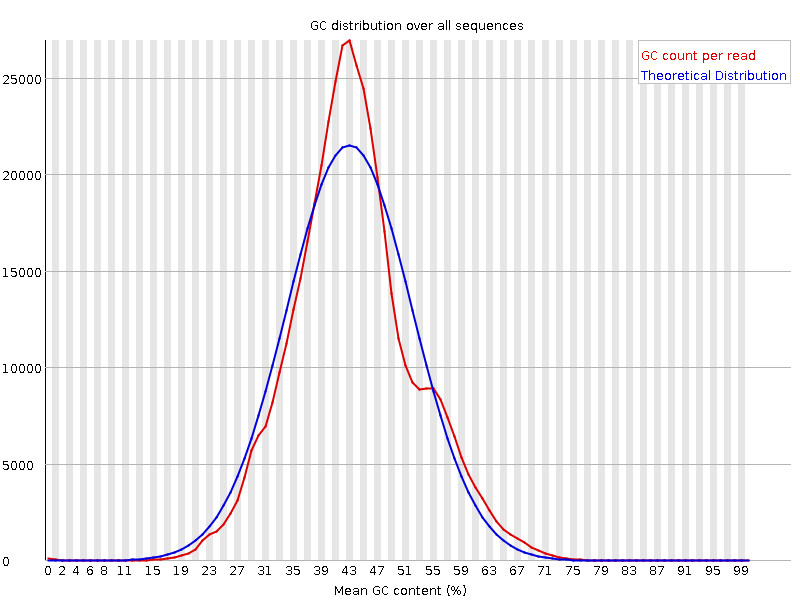 GC distribution over all sequences
GC count per read
Theoretical Distribution
25000
20000
15000
10000
5000
0
0 2 4 6 8 11 15 19 23 27 31 35 39 43 47 51 55 59 63 67 71 75 79 83 87 91 95 99
Mean GC content (%)